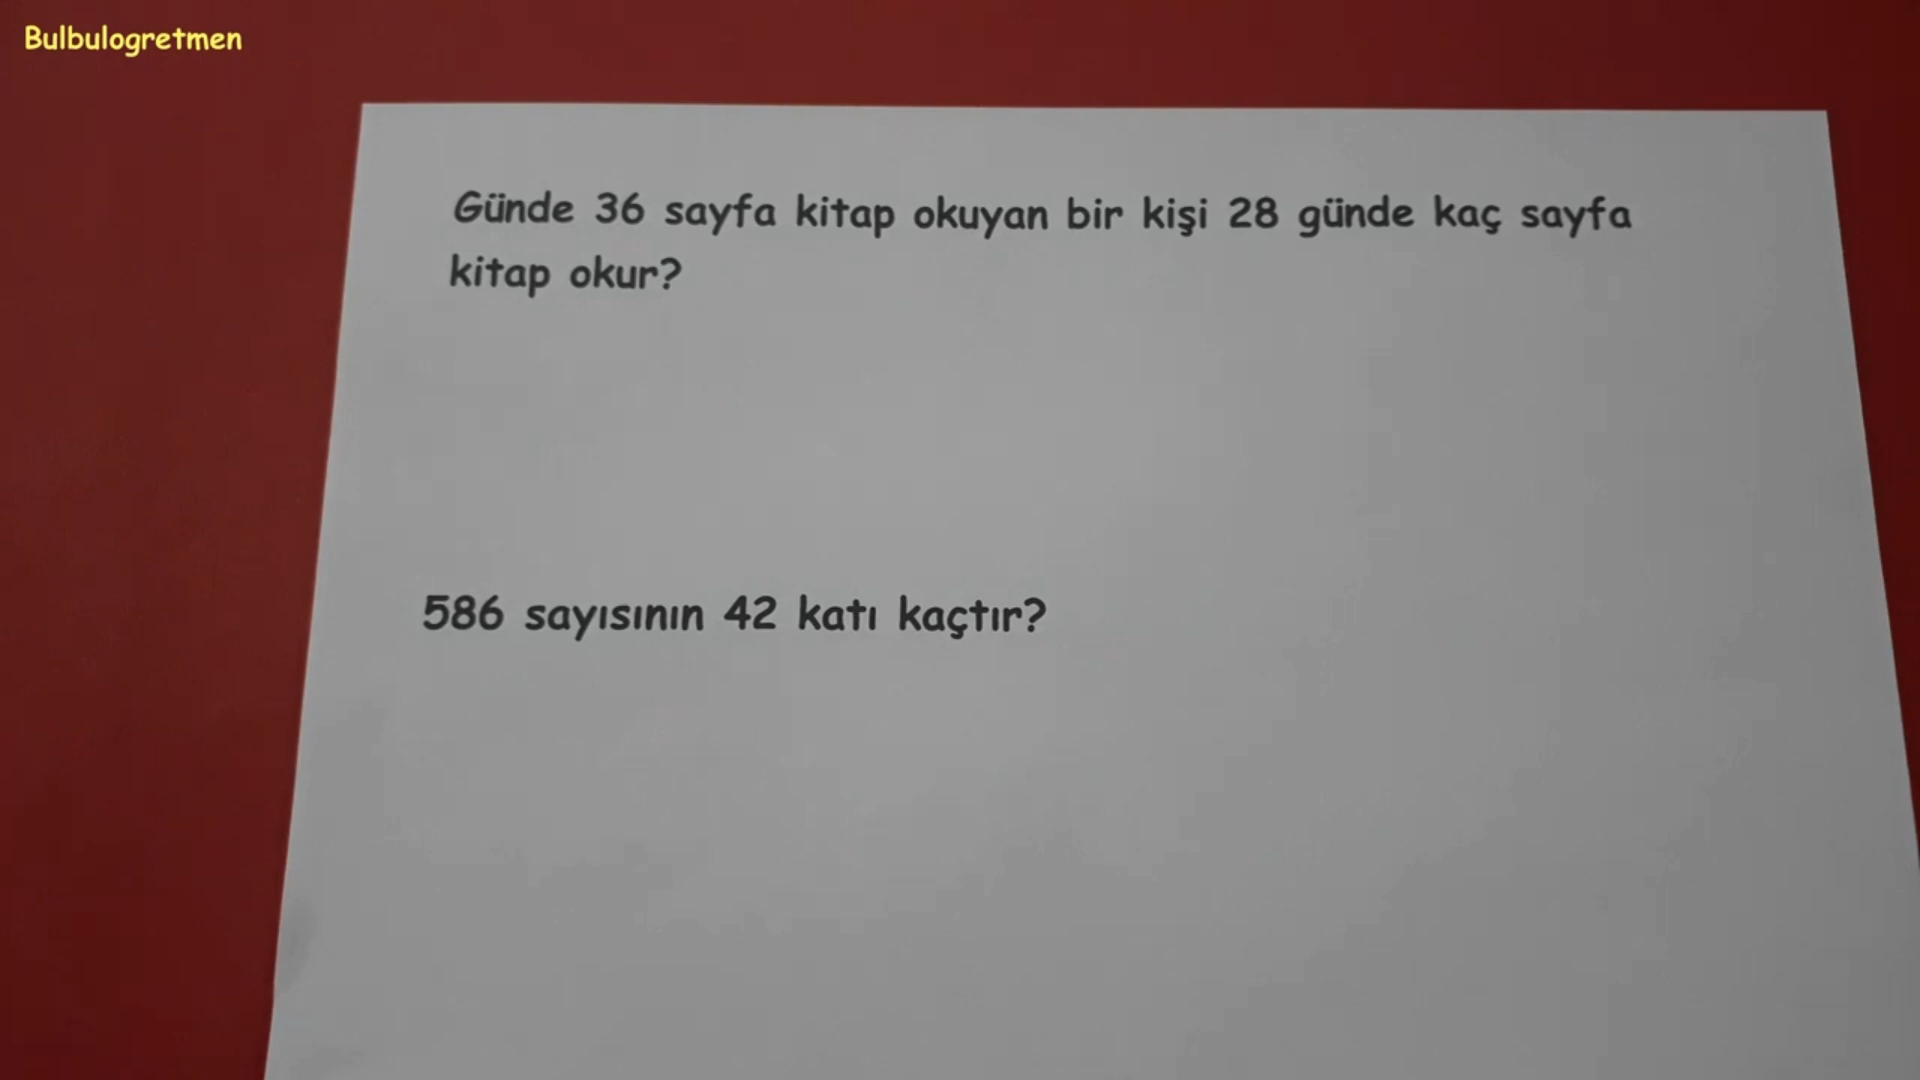 Bulbulogretmen
Günde 36 sayfa kitap okuyan bir kişi 28 günde kaç sayfa
kitap okur?
586 sayısının 42 katı kaçtır?